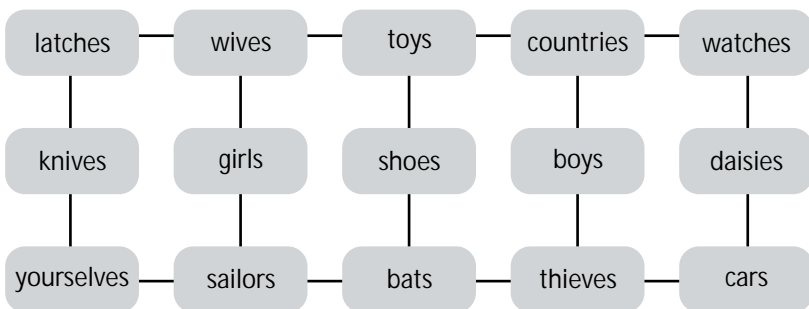 latches wives toys countries watches
knives girls shoes boys daisies
yourselves sailors bats thieves cars